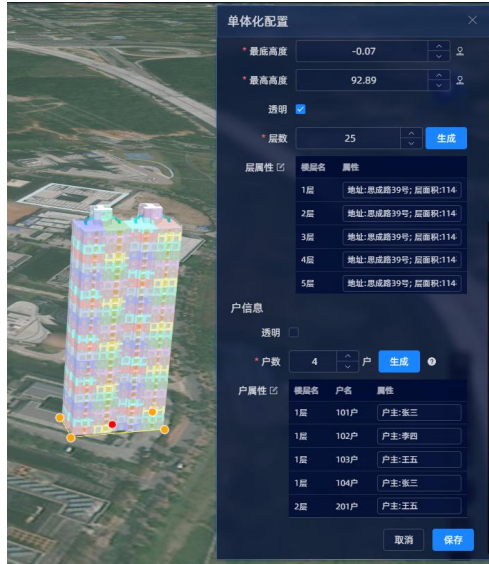 单体化配置
* 最底高度 -0.07
* 最高高度 92.89
透明
* 层数 25 生成
层属性 楼层名 属性
1层 地址:思成路39号; 层面积:114
2层 地址:思成路39号; 层面积:114
3层 地址:思成路39号; 层面积:114
4层 地址:思成路39号; 层面积:114
5层 地址:思成路39号; 层面积:114
户信息
透明
* 户数 4 户 生成
户属性 楼层名 户名 属性
1层 101户 户主:张三
1层 102户 户主:李四
1层 103户 户主:王五
1层 104户 户主:张三
2层 201户 户主:王五
取消 保存